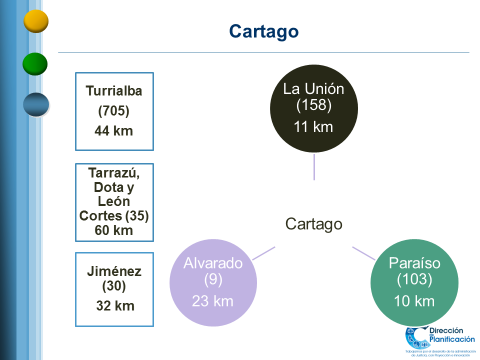 Cartago
Turrialba
(705)
44 km
Tarrazú,
Dota y
León
Cortes (35)
60 km
Jiménez
(30)
32 km
La Unión
(158)
11 km
Cartago
Alvarado
(9)
23 km
Paraíso
(103)
10 km
Dirección
Planificación